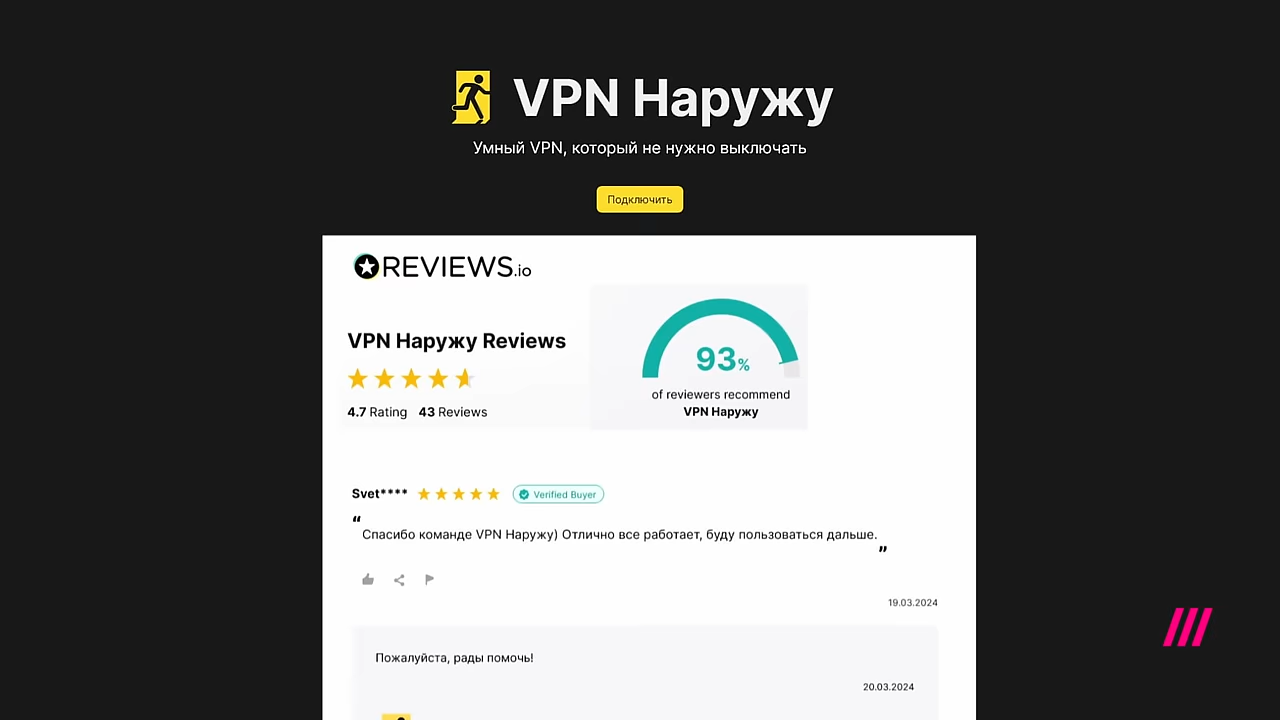 VPN Наружу
Умный VPN, который не нужно выключать
Подключить
REVIEWS.io
VPN Наружу Reviews
4.7 Rating 43 Reviews
93%
of reviewers recommend
VPN Наружу
Svet**** Verified Buyer
“
Спасибо команде VPN Наружу) Отлично все работает, буду пользоваться дальше.
”
19.03.2024
Пожалуйста, рады помочь!
20.03.2024